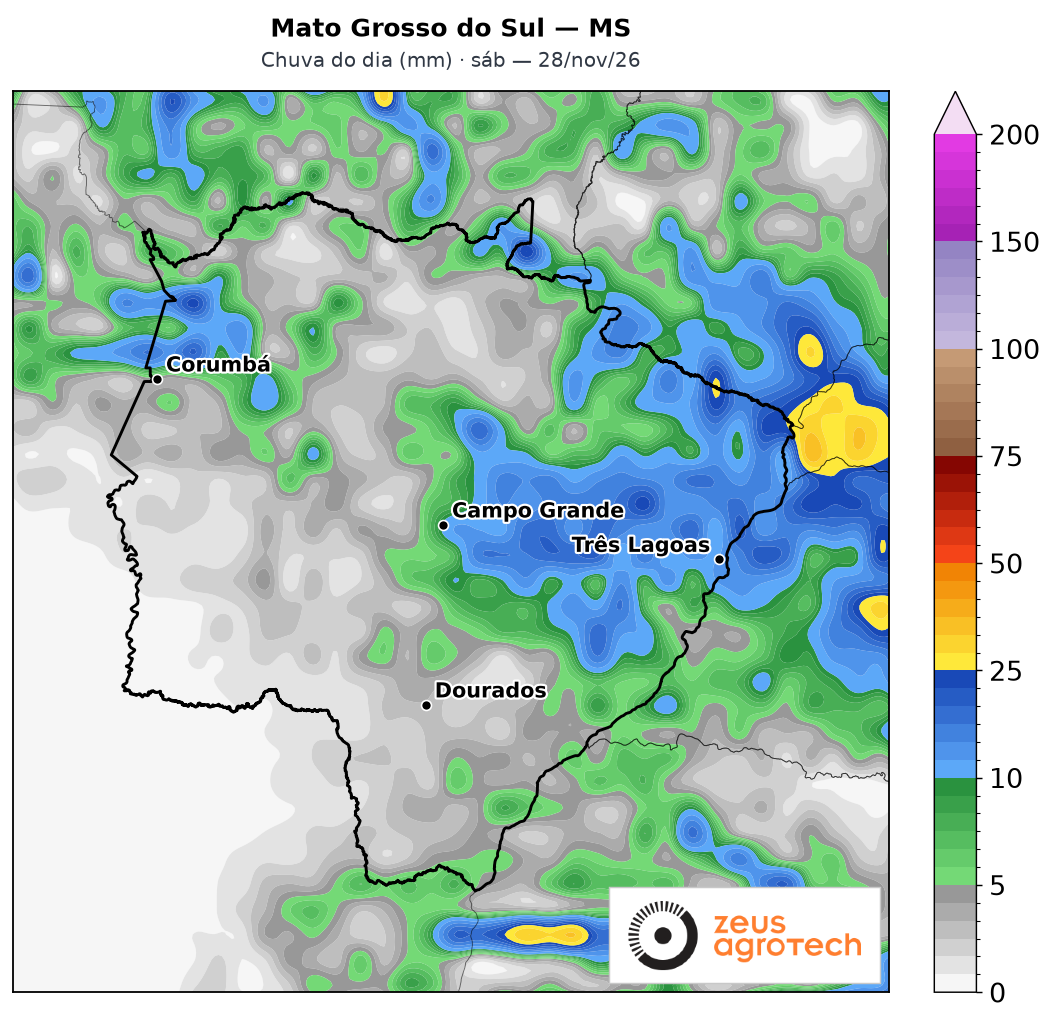 Mato Grosso do Sul — MS
Chuva do dia (mm) · sáb — 28/nov/26
200
150
100
75
50
25
10
5
0
Corumbá
Campo Grande
Três Lagoas
Dourados
zeus
agrotech